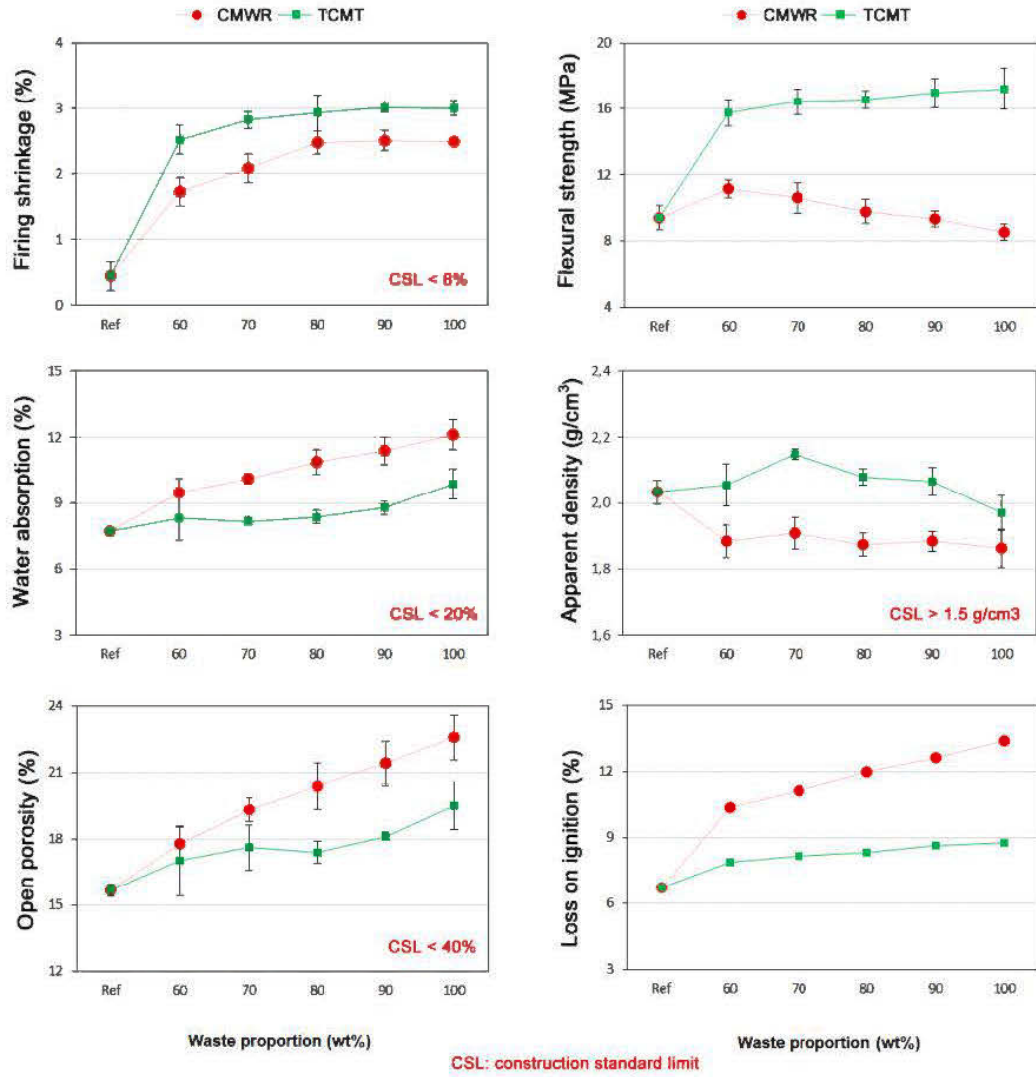 CMWR TCMT
CMWR TCMT
Firing shrinkage (%)
4
3
2
1
0
Ref 60 70 80 90 100
CSL < 8%
Flexural strength (MPa)
20
16
12
8
4
Ref 60 70 80 90 100
Water absorption (%)
15
12
9
6
3
Ref 60 70 80 90 100
CSL < 20%
Apparent density (g/cm³)
2,4
2,2
2,0
1,8
1,6
Ref 60 70 80 90 100
CSL > 1.5 g/cm3
Open porosity (%)
24
21
18
15
12
Ref 60 70 80 90 100
CSL < 40%
Loss on ignition (%)
15
12
9
6
3
Ref 60 70 80 90 100
Waste proportion (wt%)
Waste proportion (wt%)
CSL: construction standard limit